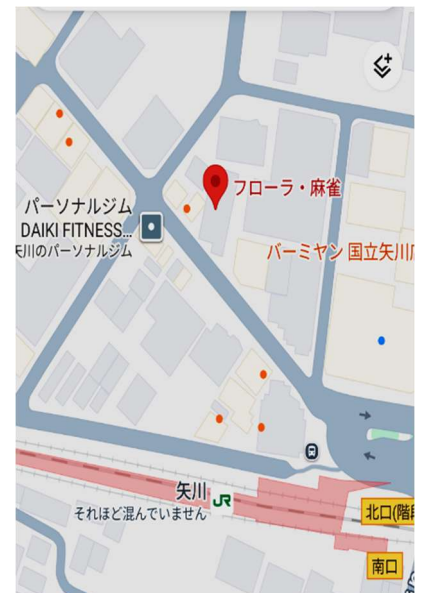 フローラ・麻雀
パーソナルジム
DAIKI FITNESS...
矢川のパーソナルジム
バーミヤン 国立矢川
矢川 JR
それほど混んでいません
北口(階段
南口